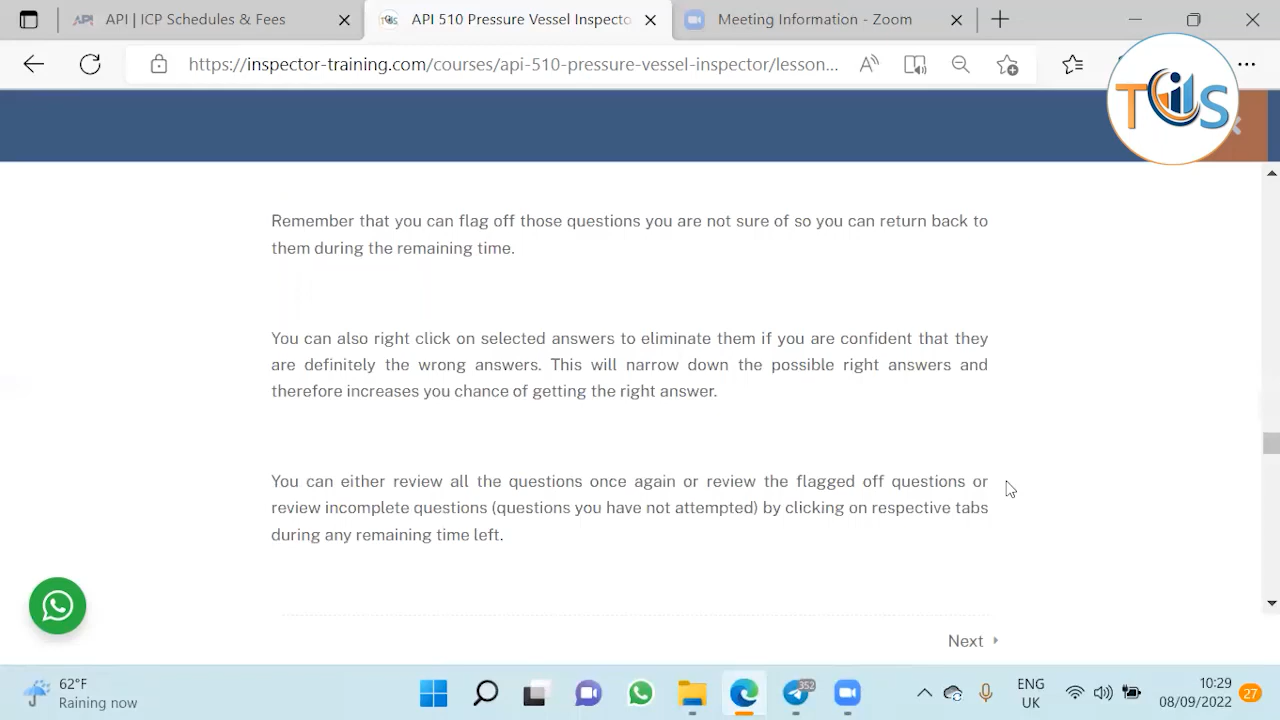 API | ICP Schedules & Fees
API 510 Pressure Vessel Inspecto
Meeting Information - Zoom
https://inspector-training.com/courses/api-510-pressure-vessel-inspector/lesson...
TIIS
Remember that you can flag off those questions you are not sure of so you can return back to
them during the remaining time.
You can also right click on selected answers to eliminate them if you are confident that they
are definitely the wrong answers. This will narrow down the possible right answers and
therefore increases you chance of getting the right answer.
You can either review all the questions once again or review the flagged off questions or
review incomplete questions (questions you have not attempted) by clicking on respective tabs
during any remaining time left.
Next
62°F
Raining now
352
ENG
UK
10:29
08/09/2022
27